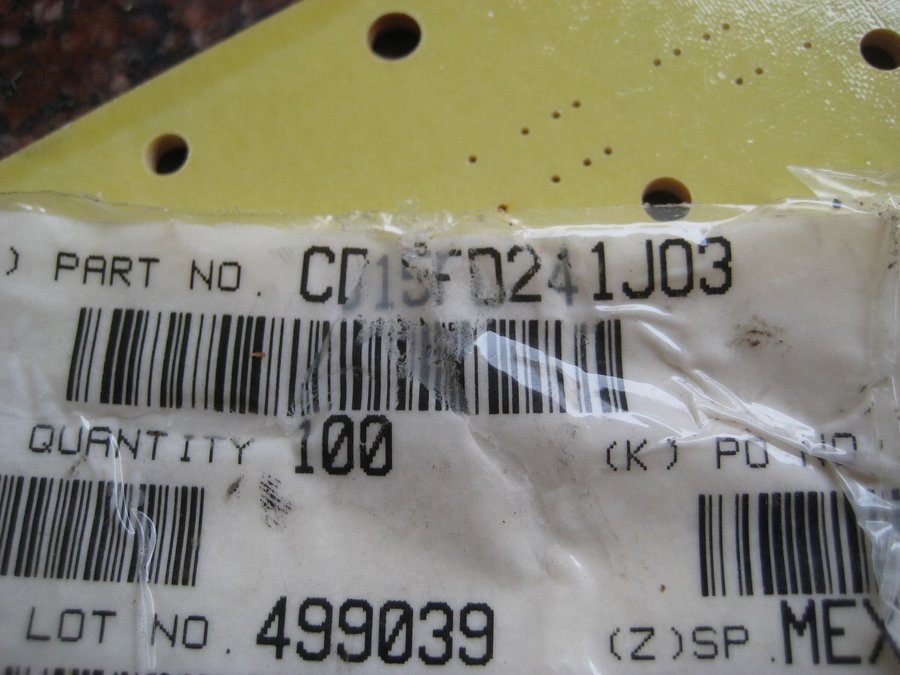 ) PART NO. CD15FD241J03
QUANTITY 100
(K) PO NO
LOT NO. 499039
(Z)SP. MEX